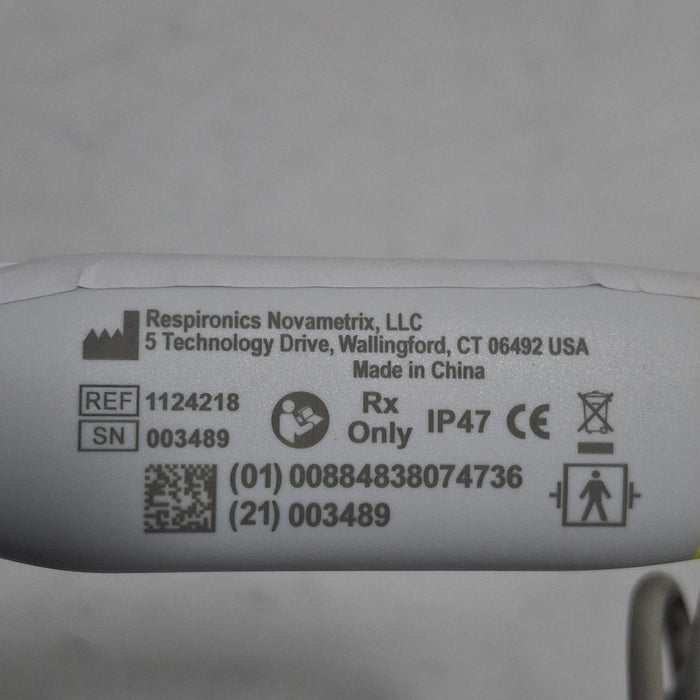 Respironics Novametrix, LLC
5 Technology Drive, Wallingford, CT 06492 USA
Made in China
REF 1124218
SN 003489
Rx
Only
IP47 CE
(01) 00884838074736
(21) 003489